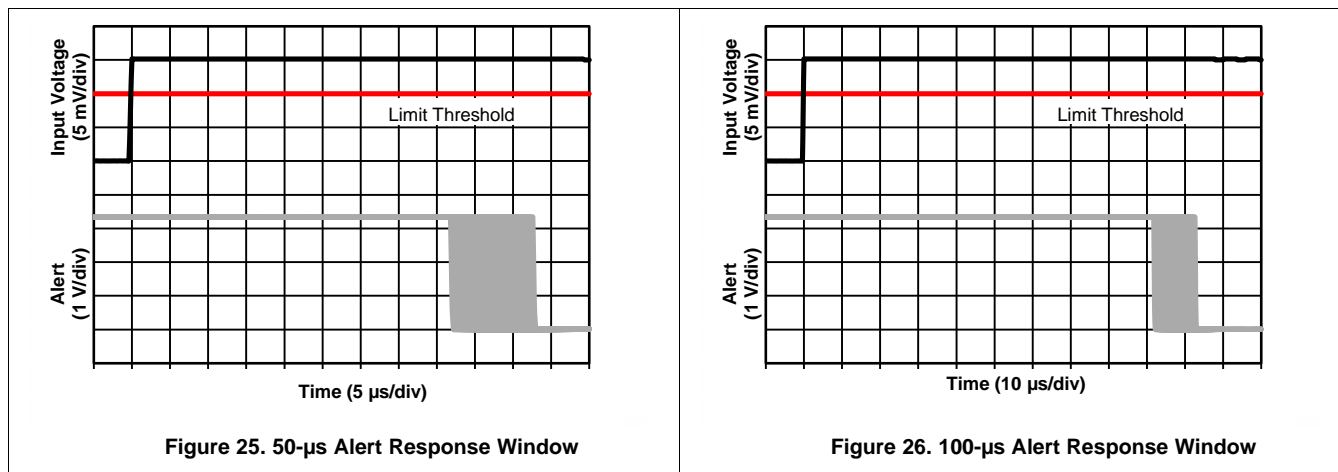 Input Voltage
(5 mV/div)
Limit Threshold
Alert
(1 V/div)
Time (5 µs/div)
Figure 25. 50-µs Alert Response Window
Input Voltage
(5 mV/div)
Limit Threshold
Alert
(1 V/div)
Time (10 µs/div)
Figure 26. 100-µs Alert Response Window